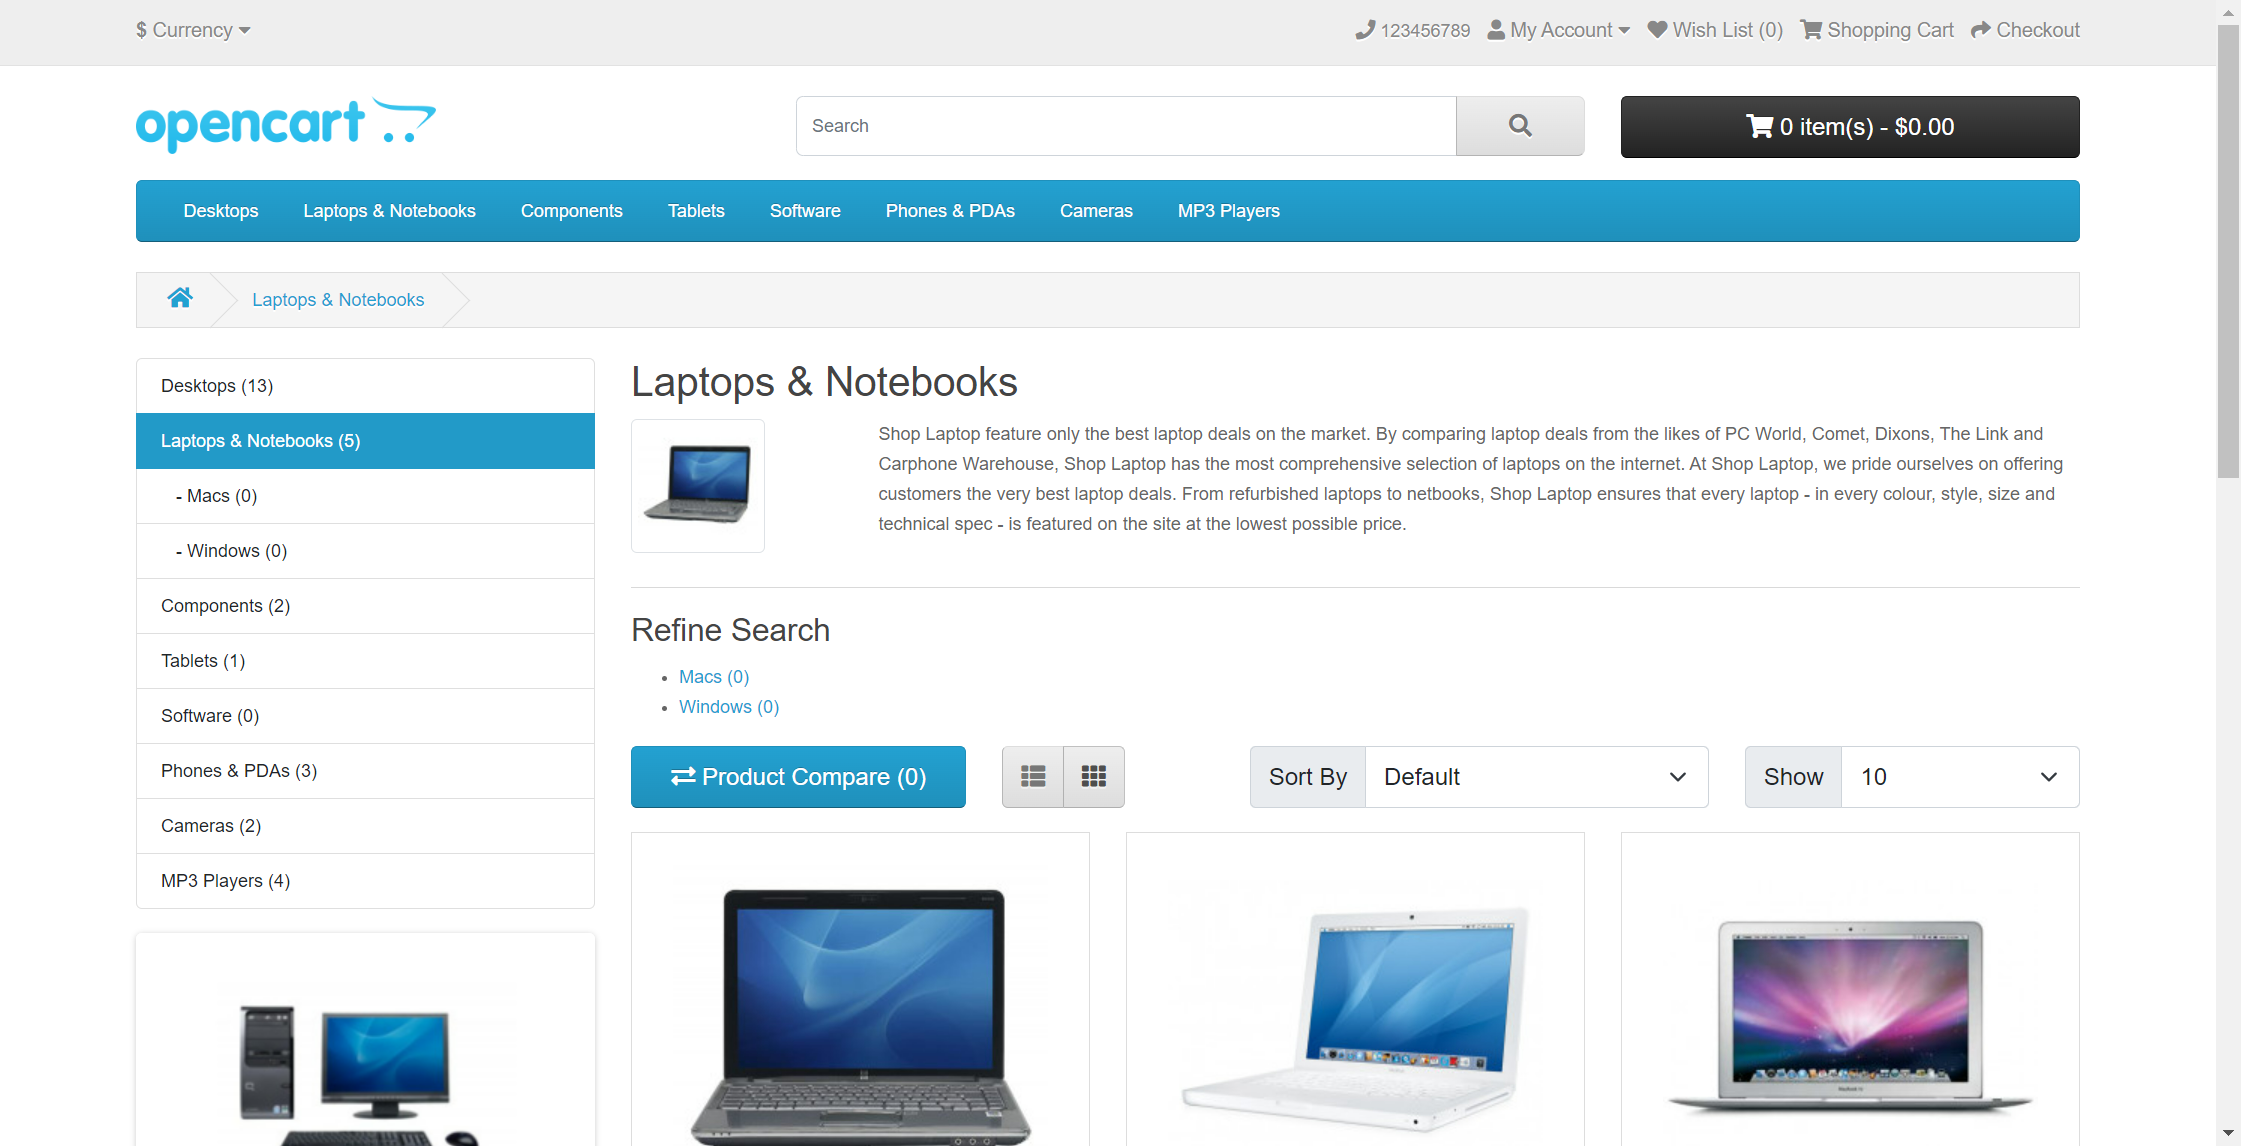 $ Currency
123456789 My Account Wish List (0) Shopping Cart Checkout
opencart
Search
0 item(s) - $0.00
Desktops Laptops & Notebooks Components Tablets Software Phones & PDAs Cameras MP3 Players
Laptops & Notebooks
Desktops (13)
Laptops & Notebooks (5)
- Macs (0)
- Windows (0)
Components (2)
Tablets (1)
Software (0)
Phones & PDAs (3)
Cameras (2)
MP3 Players (4)
Laptops & Notebooks
Shop Laptop feature only the best laptop deals on the market. By comparing laptop deals from the likes of PC World, Comet, Dixons, The Link and
Carphone Warehouse, Shop Laptop has the most comprehensive selection of laptops on the internet. At Shop Laptop, we pride ourselves on offering
customers the very best laptop deals. From refurbished laptops to netbooks, Shop Laptop ensures that every laptop - in every colour, style, size and
technical spec - is featured on the site at the lowest possible price.
Refine Search
Macs (0)
Windows (0)
Product Compare (0)
Sort By Default
Show 10